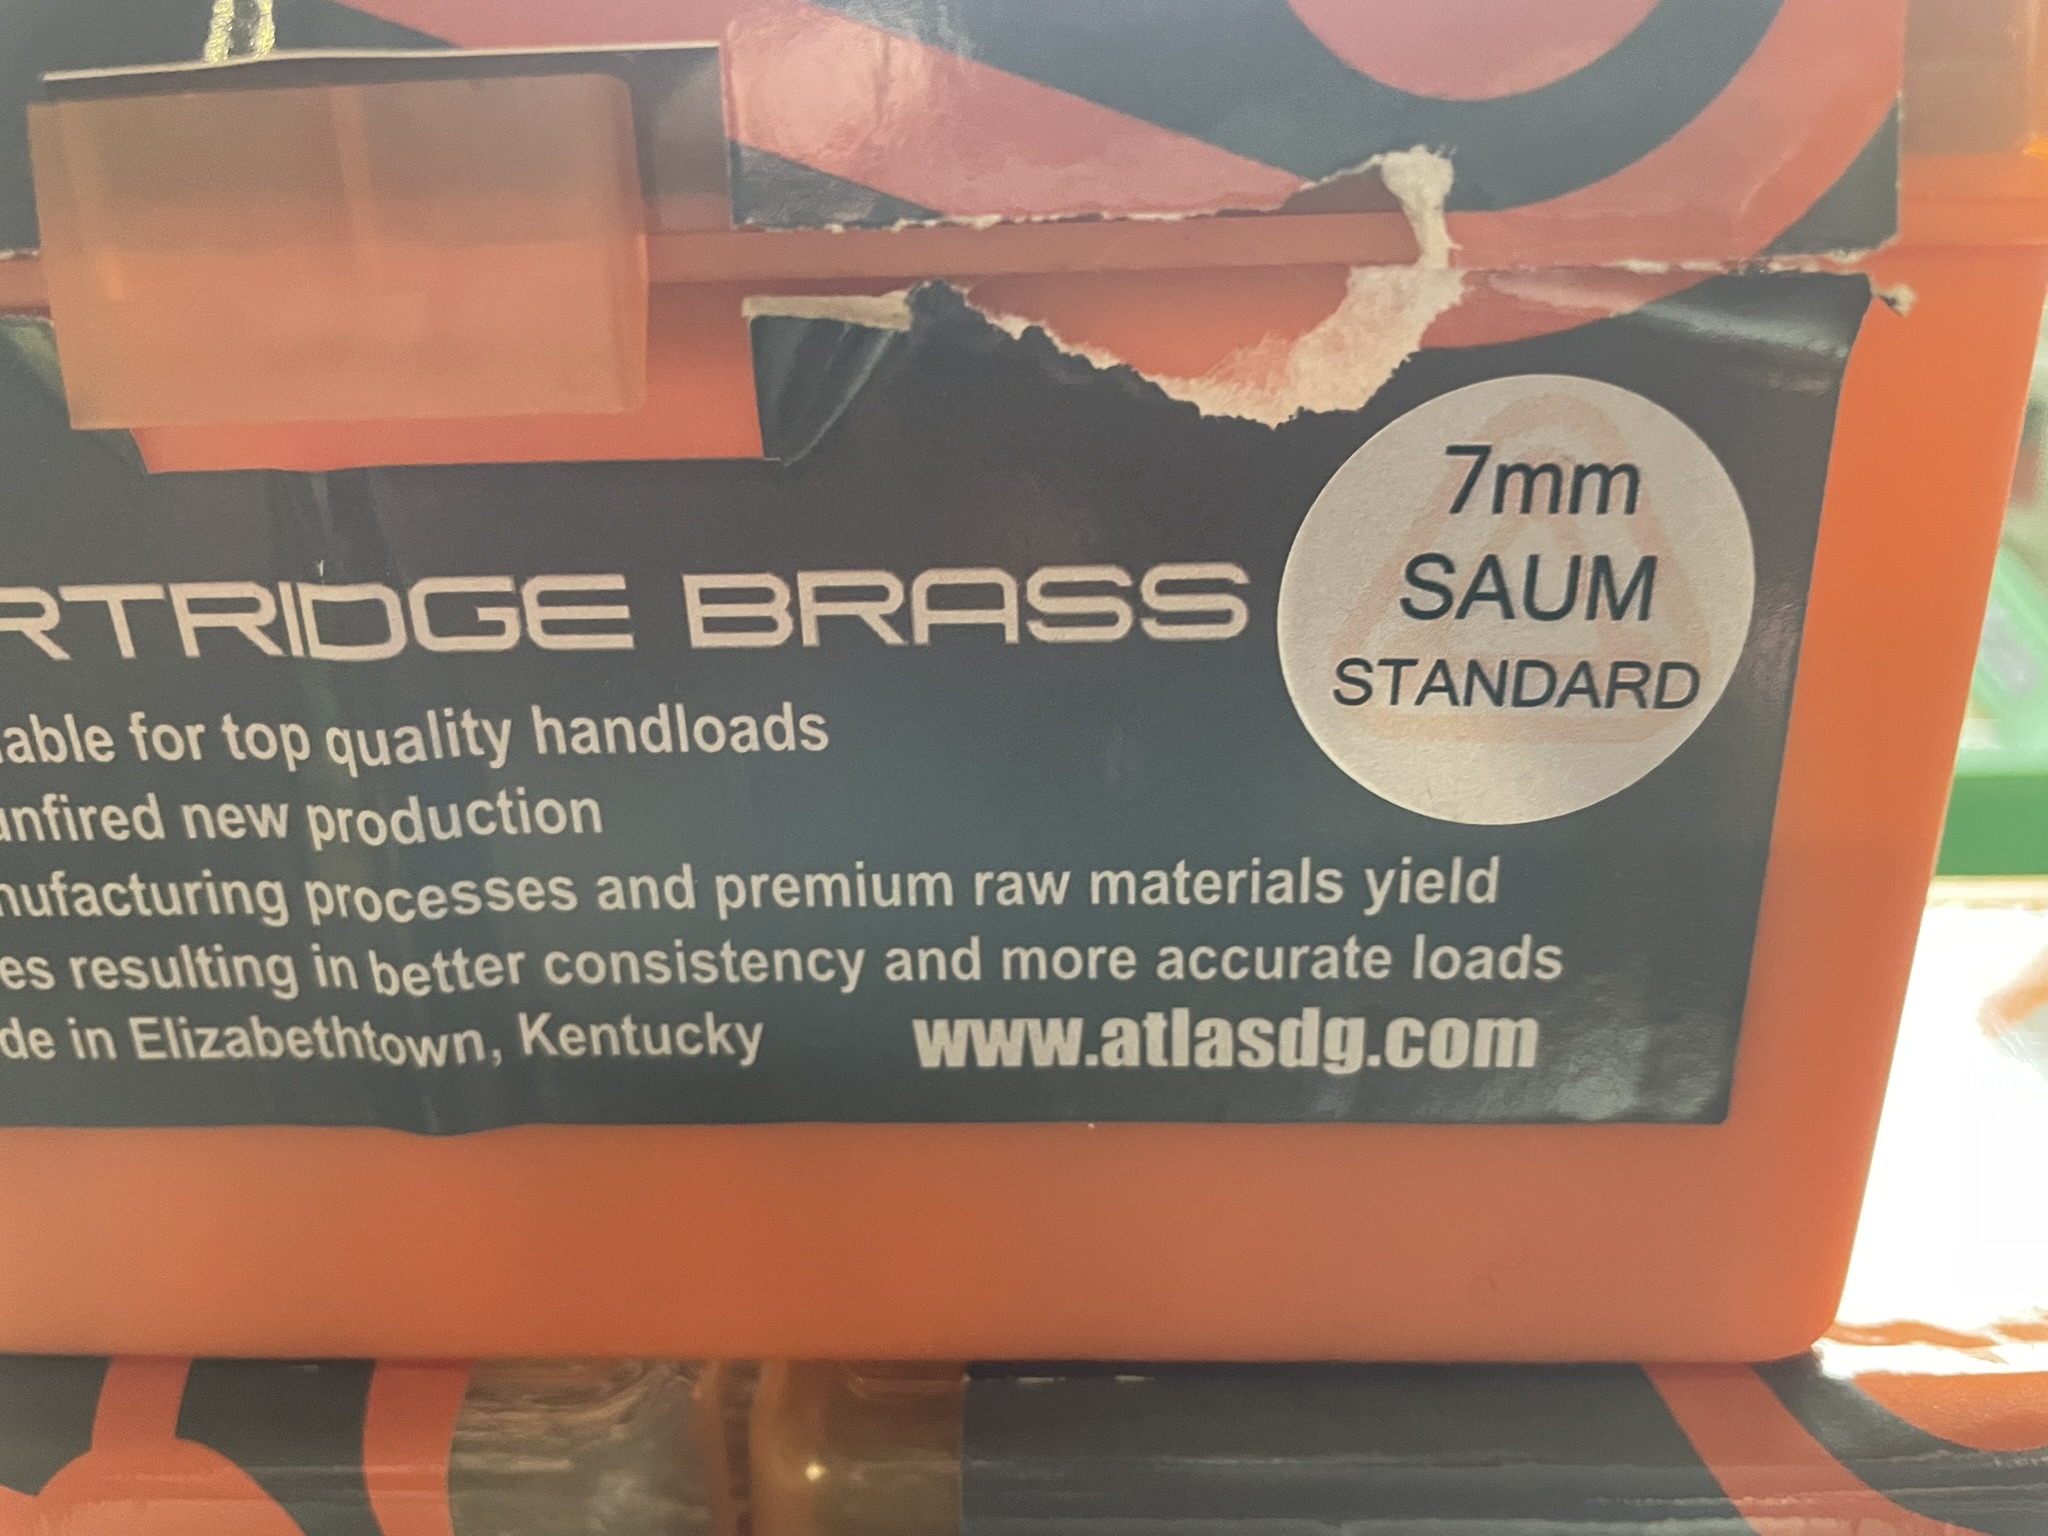 RTRIDGE BRASS
7mm
SAUM
STANDARD
able for top quality handloads
unfired new production
nufacturing processes and premium raw materials yield
es resulting in better consistency and more accurate loads
de in Elizabethtown, Kentucky
www.atlasdg.com